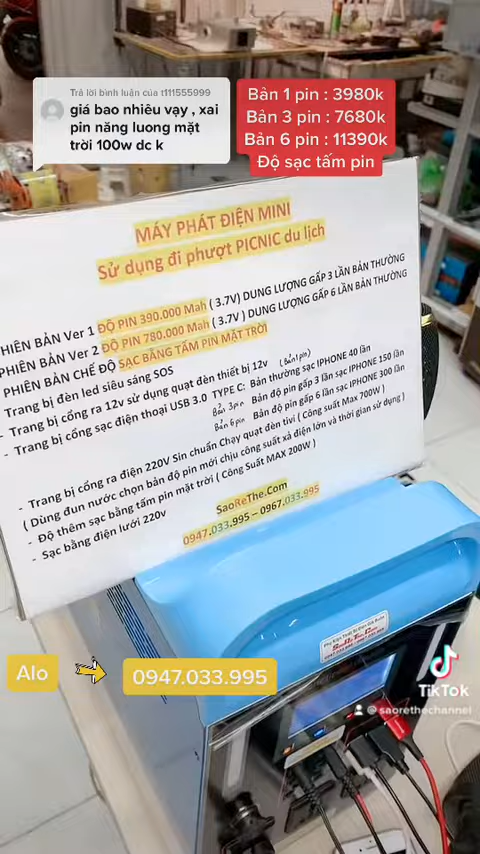 Trả lời bình luận của t111555999
giá bao nhiêu vậy , xai
pin năng luong mặt
trời 100w dc k
Bản 1 pin : 3980k
Bản 3 pin : 7680k
Bản 6 pin : 11390k
Độ sạc tấm pin
MÁY PHÁT ĐIỆN MINI
Sử dụng đi phượt PICNIC du lịch
HIÊN BẢN Ver 1 ĐỘ PIN 390.000 Mah ( 3.7V) DUNG LƯỢNG GẤP 3 LẦN BẢN THƯỜNG
PHIÊN BẢN Ver 2 ĐỘ PIN 780.000 Mah ( 3.7V ) DUNG LƯỢNG GẤP 6 LẦN BẢN THƯỜNG
PHIÊN BẢN CHẾ ĐỘ SẠC BẰNG TẤM PIN MẶT TRỜI
Trang bị đèn led siêu sáng SOS
- Trang bị cổng ra 12v sử dụng quạt đèn thiết bị 12v (Bản 1 pin)
- Trang bị cổng sạc điện thoại USB 3.0 TYPE C: Bản thường sạc IPHONE 40 lần
Bản 3pin Bản độ pin gấp 3 lần sạc IPHONE 150 lần
Bản 6 pin Bản độ pin gấp 6 lần sạc IPHONE 300 lần
- Trang bị cổng ra điện 220V Sin chuẩn Chạy quạt đèn tivi ( Công suất Max 700W )
( Dùng đun nước chọn bản độ pin mới chịu công suất xả điện lớn và thời gian sử dụng )
- Độ thêm sạc bằng tấm pin mặt trời ( Công Suất MAX 200W )
- Sạc bằng điện lưới 220v
SaoReThe.Com
0947.033.995 – 0967.033.995
Alo
0947.033.995
TikTok
@saorethechannel